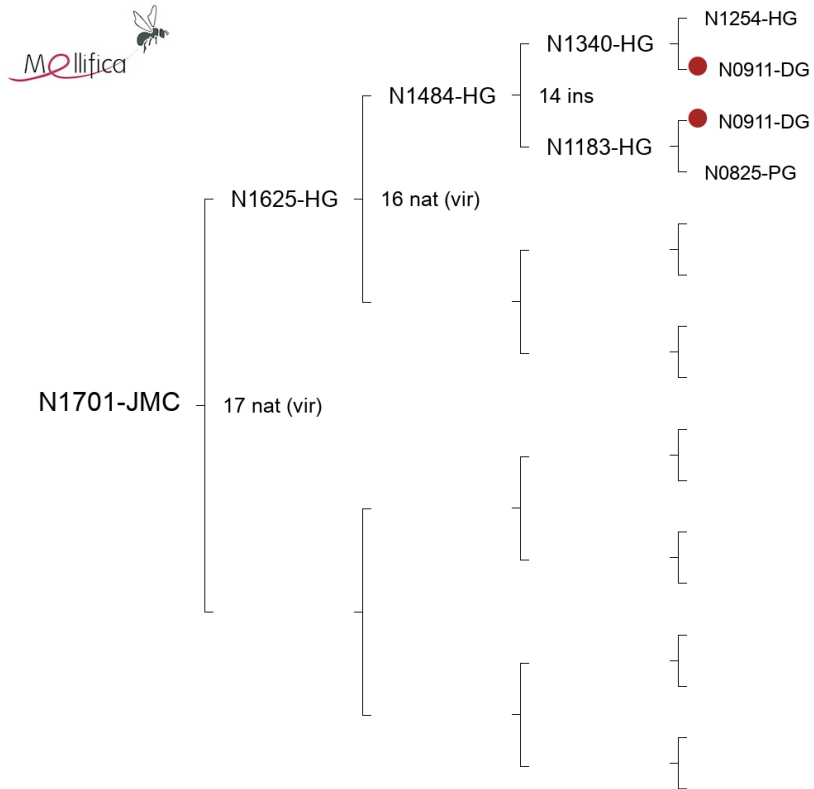 Mellifica
N1254-HG
N1340-HG
N0911-DG
N1484-HG
14 ins
N0911-DG
N1183-HG
N0825-PG
N1625-HG
16 nat (vir)
N1701-JMC
17 nat (vir)